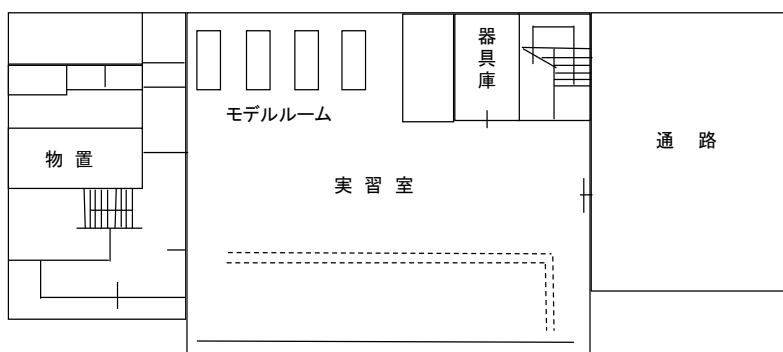 器具庫
モデルルーム
物置
実習室
通路